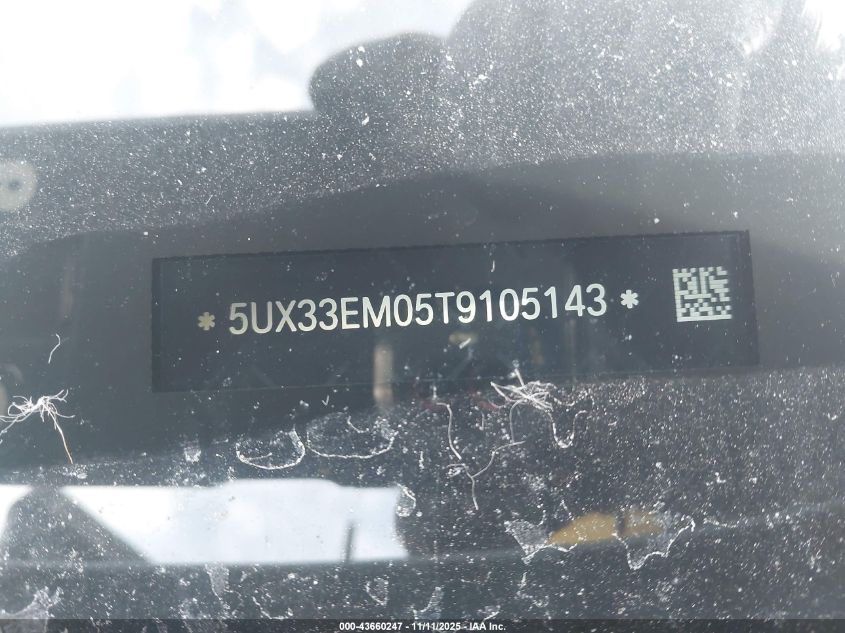 * 5UX33EM05T9105143 *
000-43660247 - 11/11/2025 - IAA Inc.